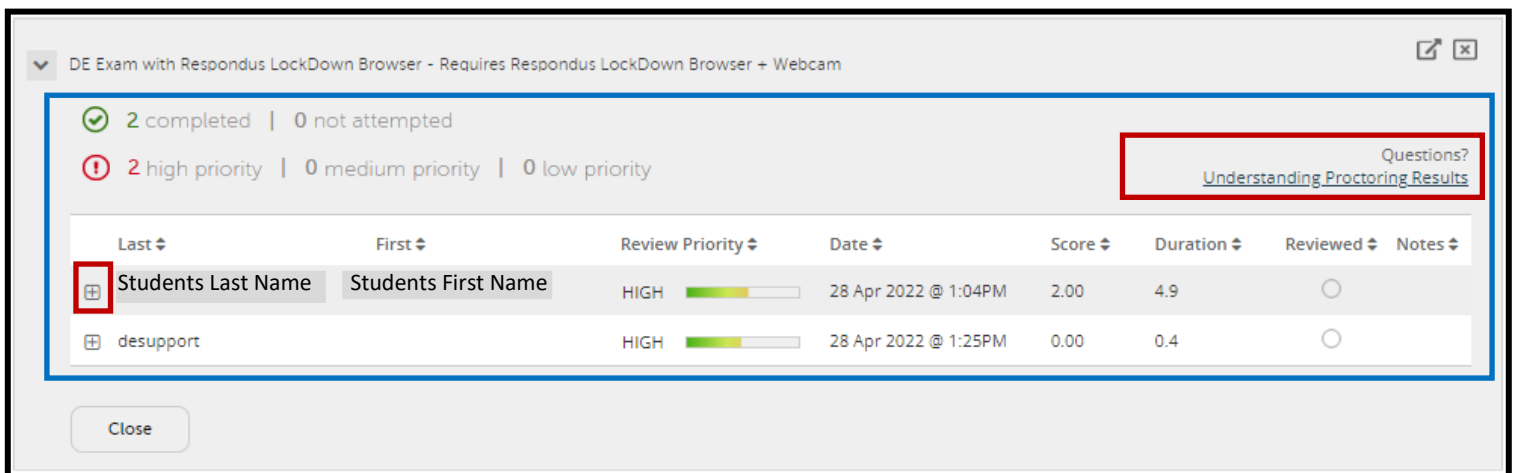 DE Exam with Respondus LockDown Browser - Requires Respondus LockDown Browser + Webcam
2 completed | 0 not attempted
2 high priority | 0 medium priority | 0 low priority
Questions?
Understanding Proctoring Results
Last First Review Priority Date Score Duration Reviewed Notes
Students Last Name Students First Name HIGH 28 Apr 2022 @ 1:04PM 2.00 4.9
desupport HIGH 28 Apr 2022 @ 1:25PM 0.00 0.4
Close